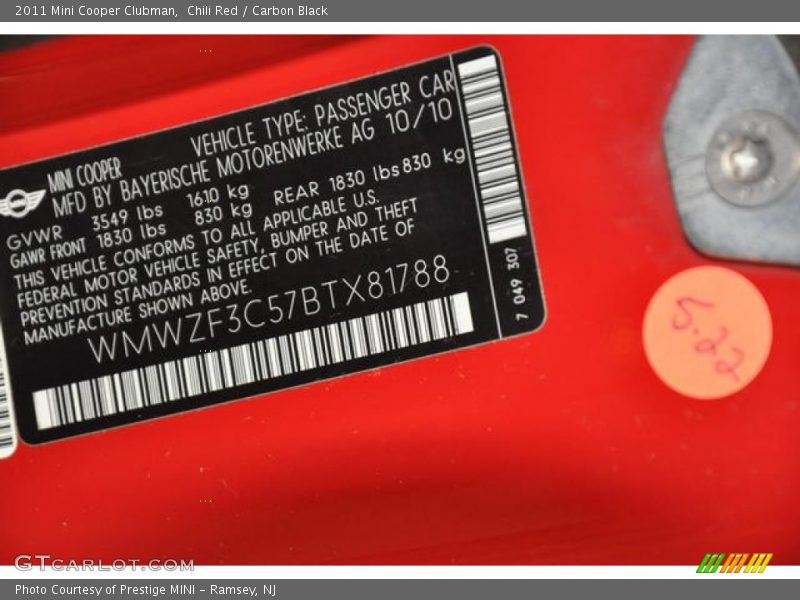 2011 Mini Cooper Clubman,  Chili Red / Carbon Black
MINI COOPER
VEHICLE TYPE: PASSENGER CAR
MFD BY BAYERISCHE MOTORENWERKE AG 10/10
GVWR 3549 lbs 1610 kg
GAWR FRONT 1830 lbs 830 kg REAR 1830 lbs 830 kg
THIS VEHICLE CONFORMS TO ALL APPLICABLE U.S.
FEDERAL MOTOR VEHICLE SAFETY, BUMPER AND THEFT
PREVENTION STANDARDS IN EFFECT ON THE DATE OF
MANUFACTURE SHOWN ABOVE.
WMWZF3C57BTX81788
7 049 307
5.22
GTCARLOT.COM
Photo Courtesy of Prestige MINI - Ramsey, NJ